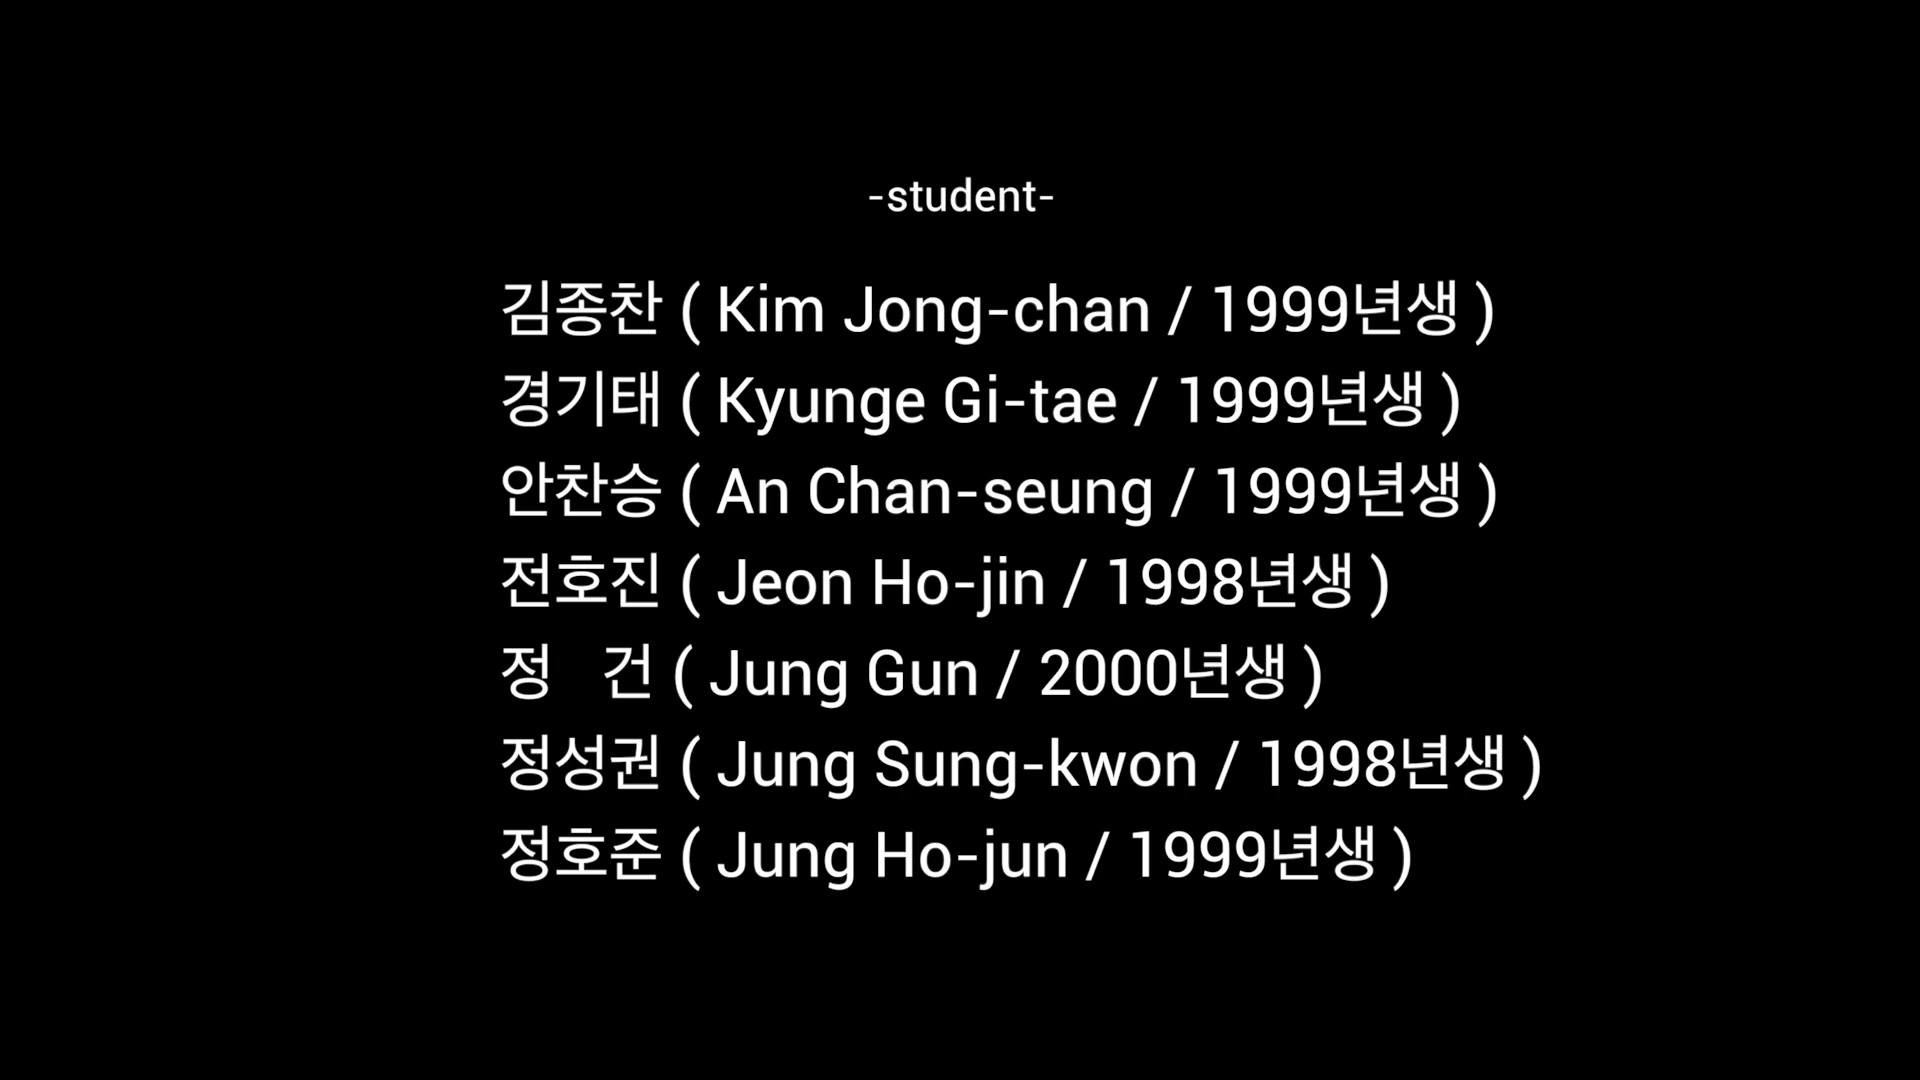 -student-
김종찬 ( Kim Jong-chan / 1999년생 )
경기태 ( Kyunge Gi-tae / 1999년생 )
안찬승 ( An Chan-seung / 1999년생 )
전호진 ( Jeon Ho-jin / 1998년생 )
정 건 ( Jung Gun / 2000년생 )
정성권 ( Jung Sung-kwon / 1998년생 )
정호준 ( Jung Ho-jun / 1999년생 )